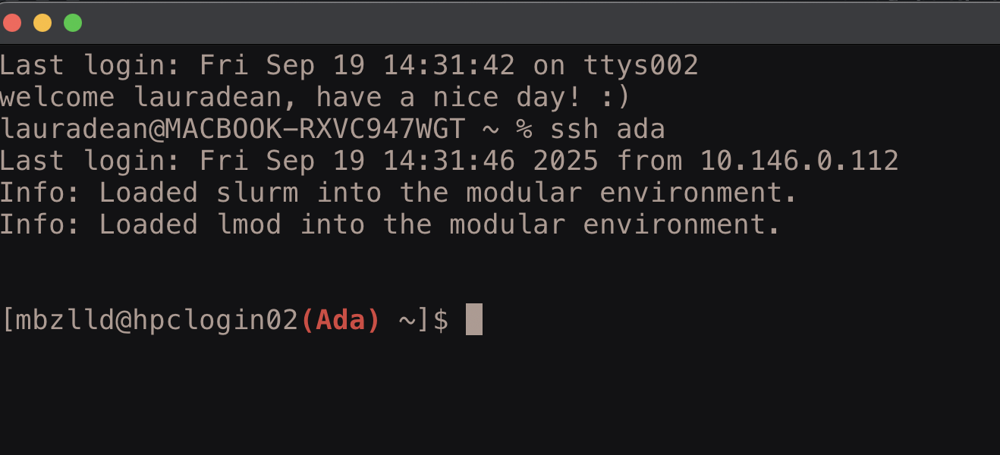 Last login: Fri Sep 19 14:31:42 on ttys002
welcome lauradean, have a nice day! :)
lauradean@MACBOOK-RXVC947WGT ~ % ssh ada
Last login: Fri Sep 19 14:31:46 2025 from 10.146.0.112
Info: Loaded slurm into the modular environment.
Info: Loaded lmod into the modular environment.
[mbzlld@hpclogin02(Ada) ~]$